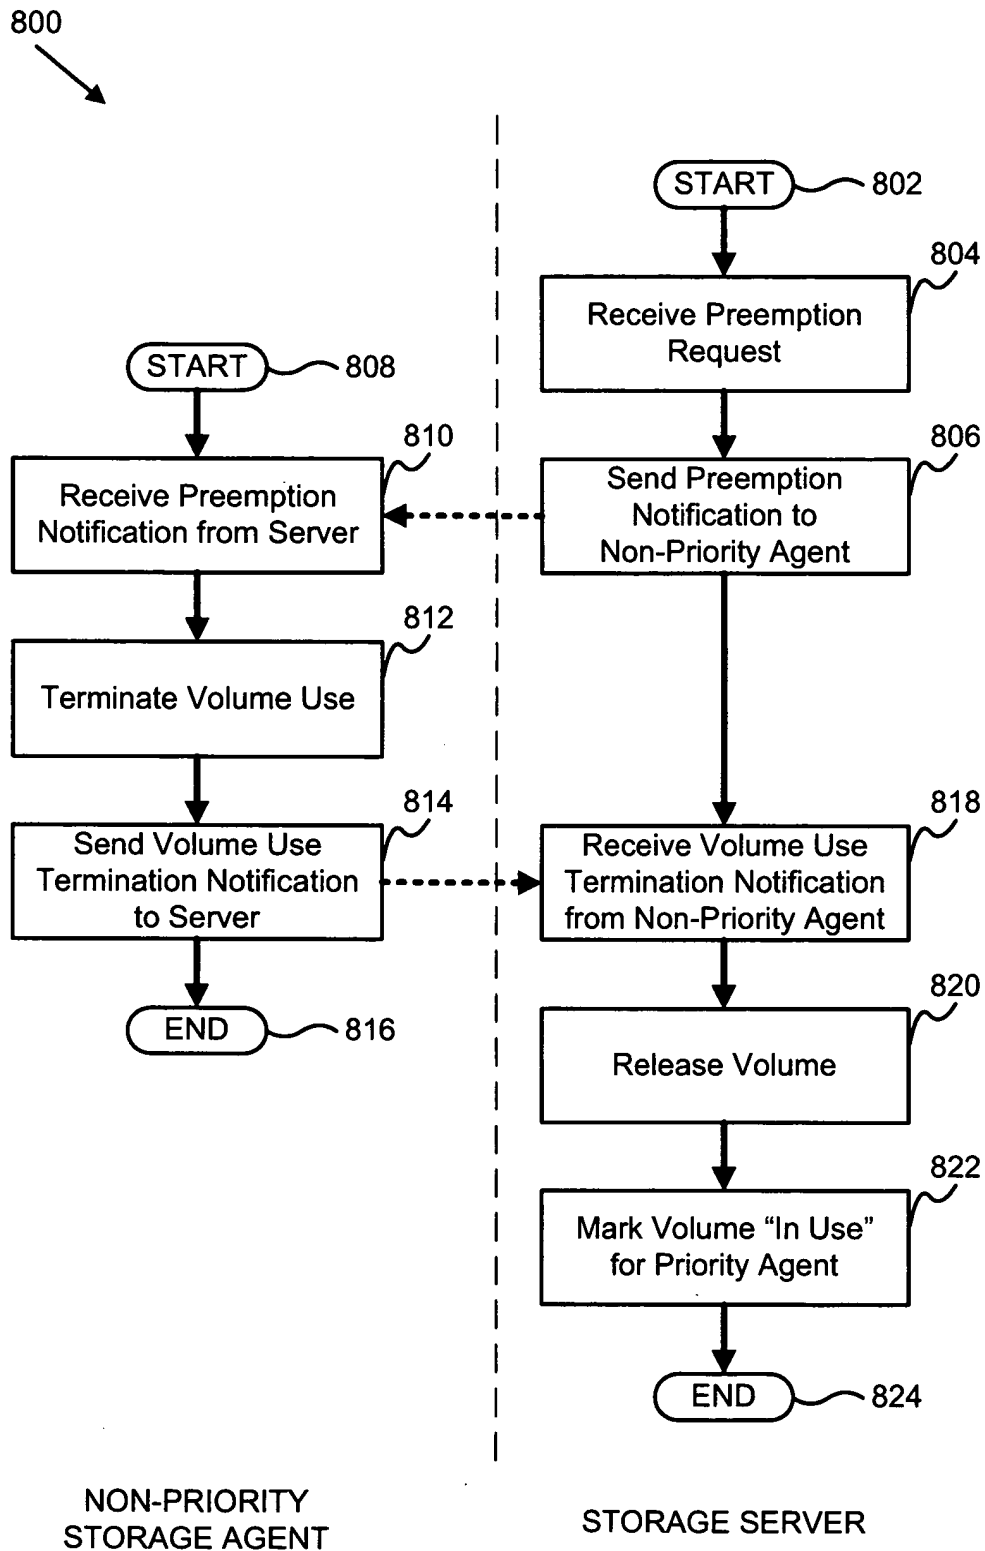 800
START
802
804
Receive Preemption
Request
START
808
810
806
Receive Preemption
Notification from Server
Send Preemption
Notification to
Non-Priority Agent
812
Terminate Volume Use
814
818
Send Volume Use
Termination Notification
to Server
Receive Volume Use
Termination Notification
from Non-Priority Agent
END
816
820
Release Volume
822
Mark Volume “In Use”
for Priority Agent
END
824
NON-PRIORITY
STORAGE AGENT
STORAGE SERVER